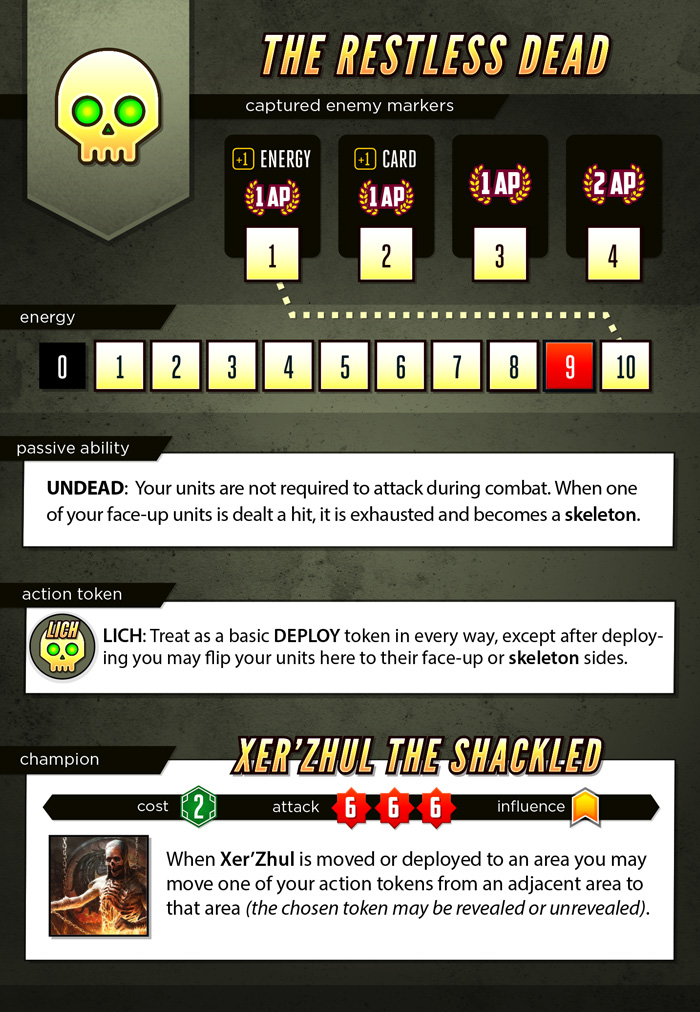 THE RESTLESS DEAD
captured enemy markers
+1 ENERGY
1 AP
1
+1 CARD
1 AP
2
1 AP
3
2 AP
4
energy
0 1 2 3 4 5 6 7 8 9 10
passive ability
UNDEAD: Your units are not required to attack during combat. When one
of your face-up units is dealt a hit, it is exhausted and becomes a skeleton.
action token
LICH
LICH: Treat as a basic DEPLOY token in every way, except after deploy-
ing you may flip your units here to their face-up or skeleton sides.
champion
XER'ZHUL THE SHACKLED
cost 2 attack 6 6 6 influence
When Xer'Zhul is moved or deployed to an area you may
move one of your action tokens from an adjacent area to
that area (the chosen token may be revealed or unrevealed).